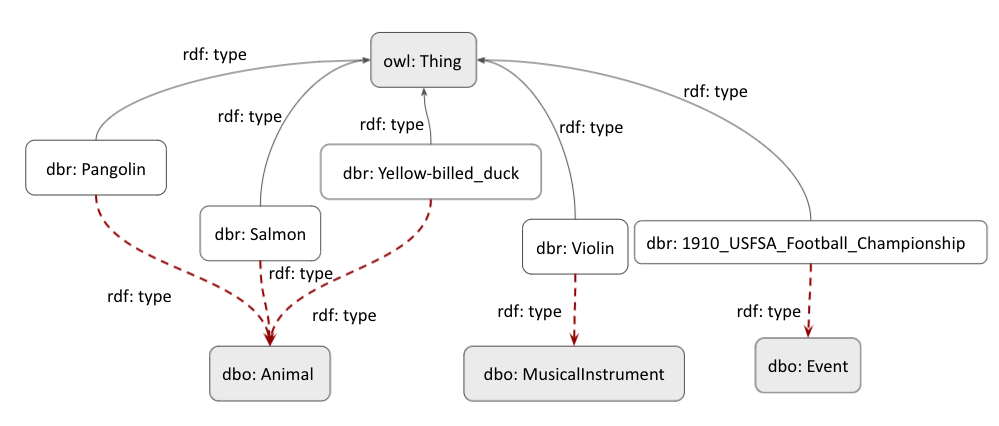 owl: Thing
rdf: type
rdf: type
rdf: type
rdf: type
rdf: type
dbr: Pangolin
dbr: Yellow-billed_duck
dbr: Salmon
dbr: Violin
dbr: 1910_USFSA_Football_Championship
rdf: type
rdf: type
rdf: type
rdf: type
rdf: type
dbo: Animal
dbo: MusicalInstrument
dbo: Event